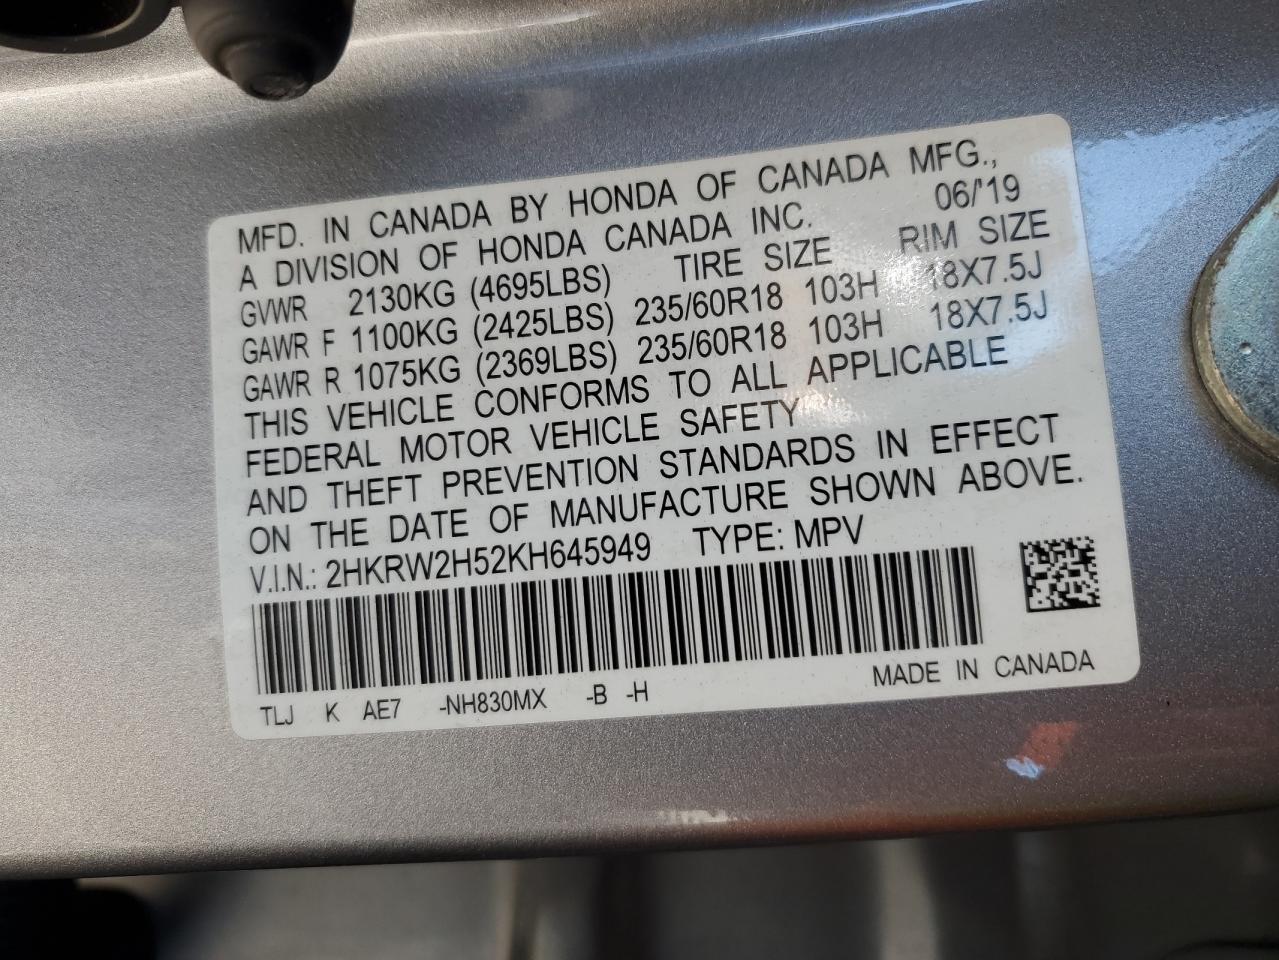 MFD. IN CANADA BY HONDA OF CANADA MFG.,
A DIVISION OF HONDA CANADA INC. 06/'19
GVWR 2130KG (4695LBS) TIRE SIZE RIM SIZE
GAWR F 1100KG (2425LBS) 235/60R18 103H 18X7.5J
GAWR R 1075KG (2369LBS) 235/60R18 103H 18X7.5J
THIS VEHICLE CONFORMS TO ALL APPLICABLE
FEDERAL MOTOR VEHICLE SAFETY
AND THEFT PREVENTION STANDARDS IN EFFECT
ON THE DATE OF MANUFACTURE SHOWN ABOVE.
V.I.N.: 2HKRW2H52KH645949 TYPE: MPV
TLJ K AE7 -NH830MX -B -H MADE IN CANADA